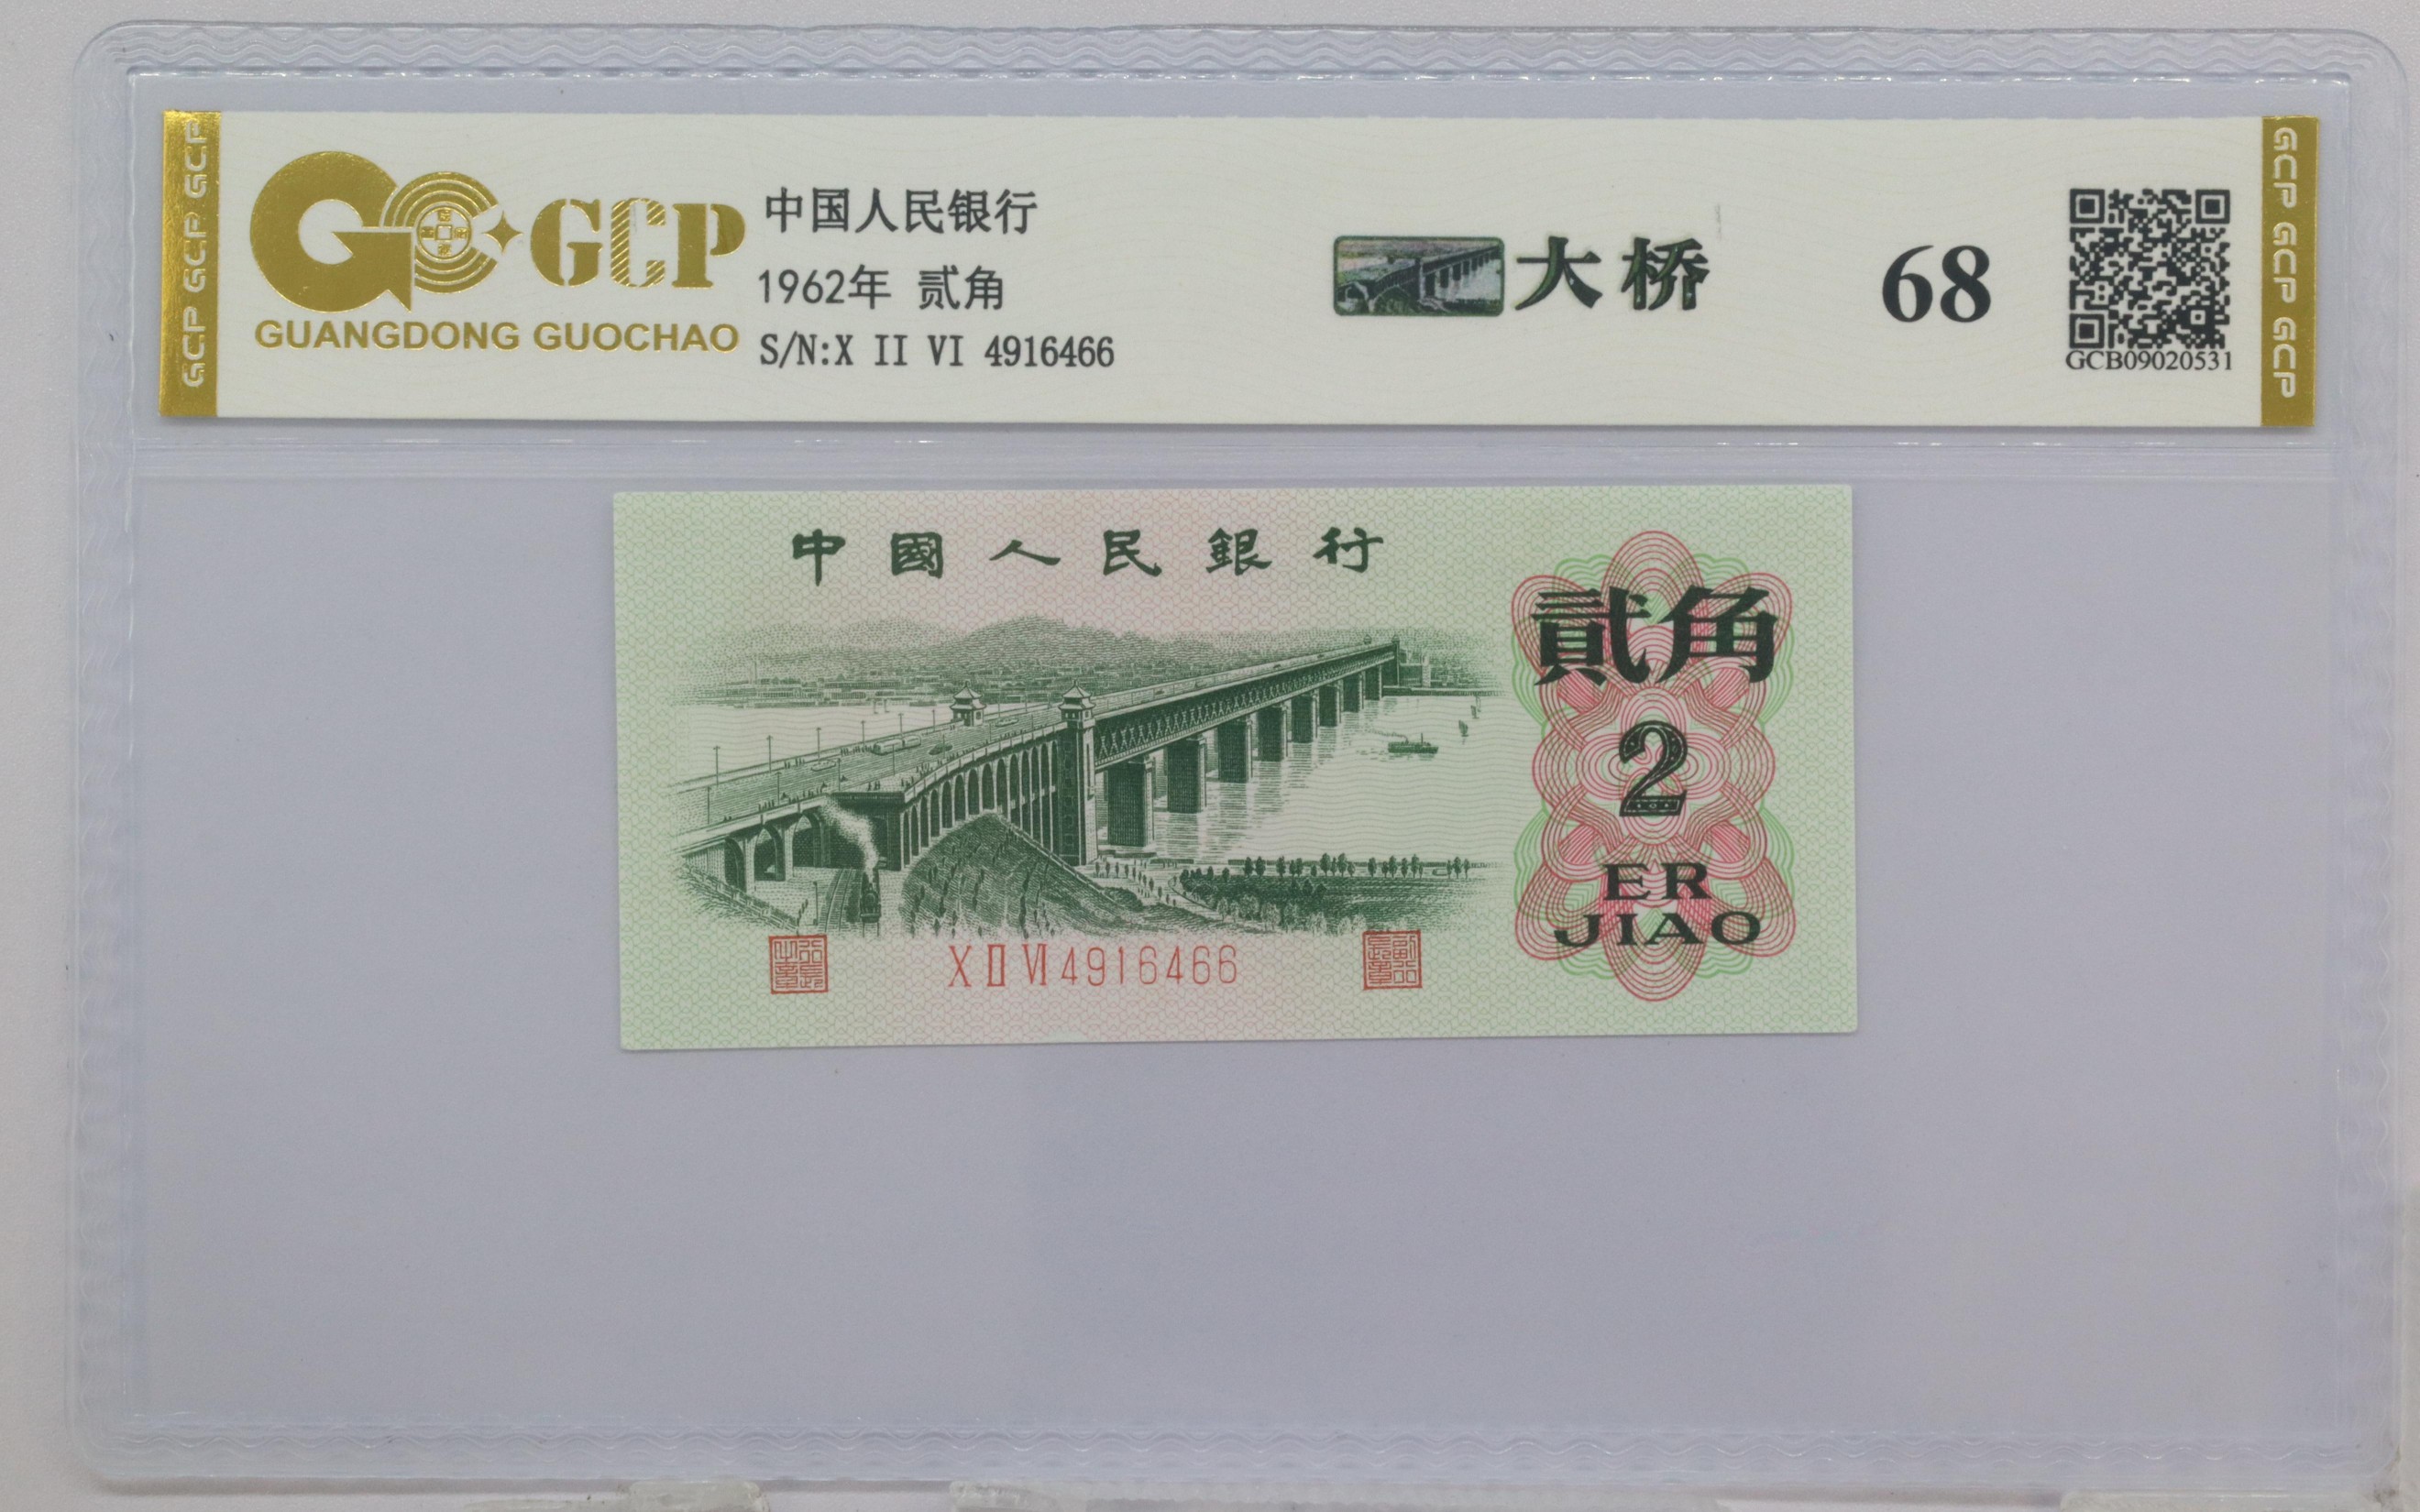 GCP GCP GCP
GCP
GUANGDONG GUOCHAO
中国人民银行
1962年 贰角
S/N:X II VI 4916466
大桥
68
GCB09020531
GCP GCP GCP
中國人民銀行
貳角
2
ER
JIAO
X II VI 4916466